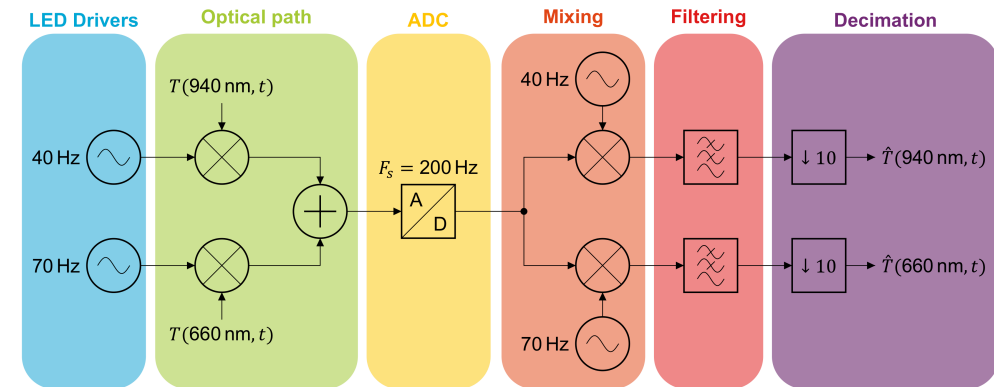 LED Drivers
Optical path
ADC
Mixing
Filtering
Decimation
T(940 nm, t)
40 Hz
40 Hz
F_s = 200 Hz
A
D
↓ 10
T̂(940 nm, t)
70 Hz
↓ 10
T̂(660 nm, t)
T(660 nm, t)
70 Hz